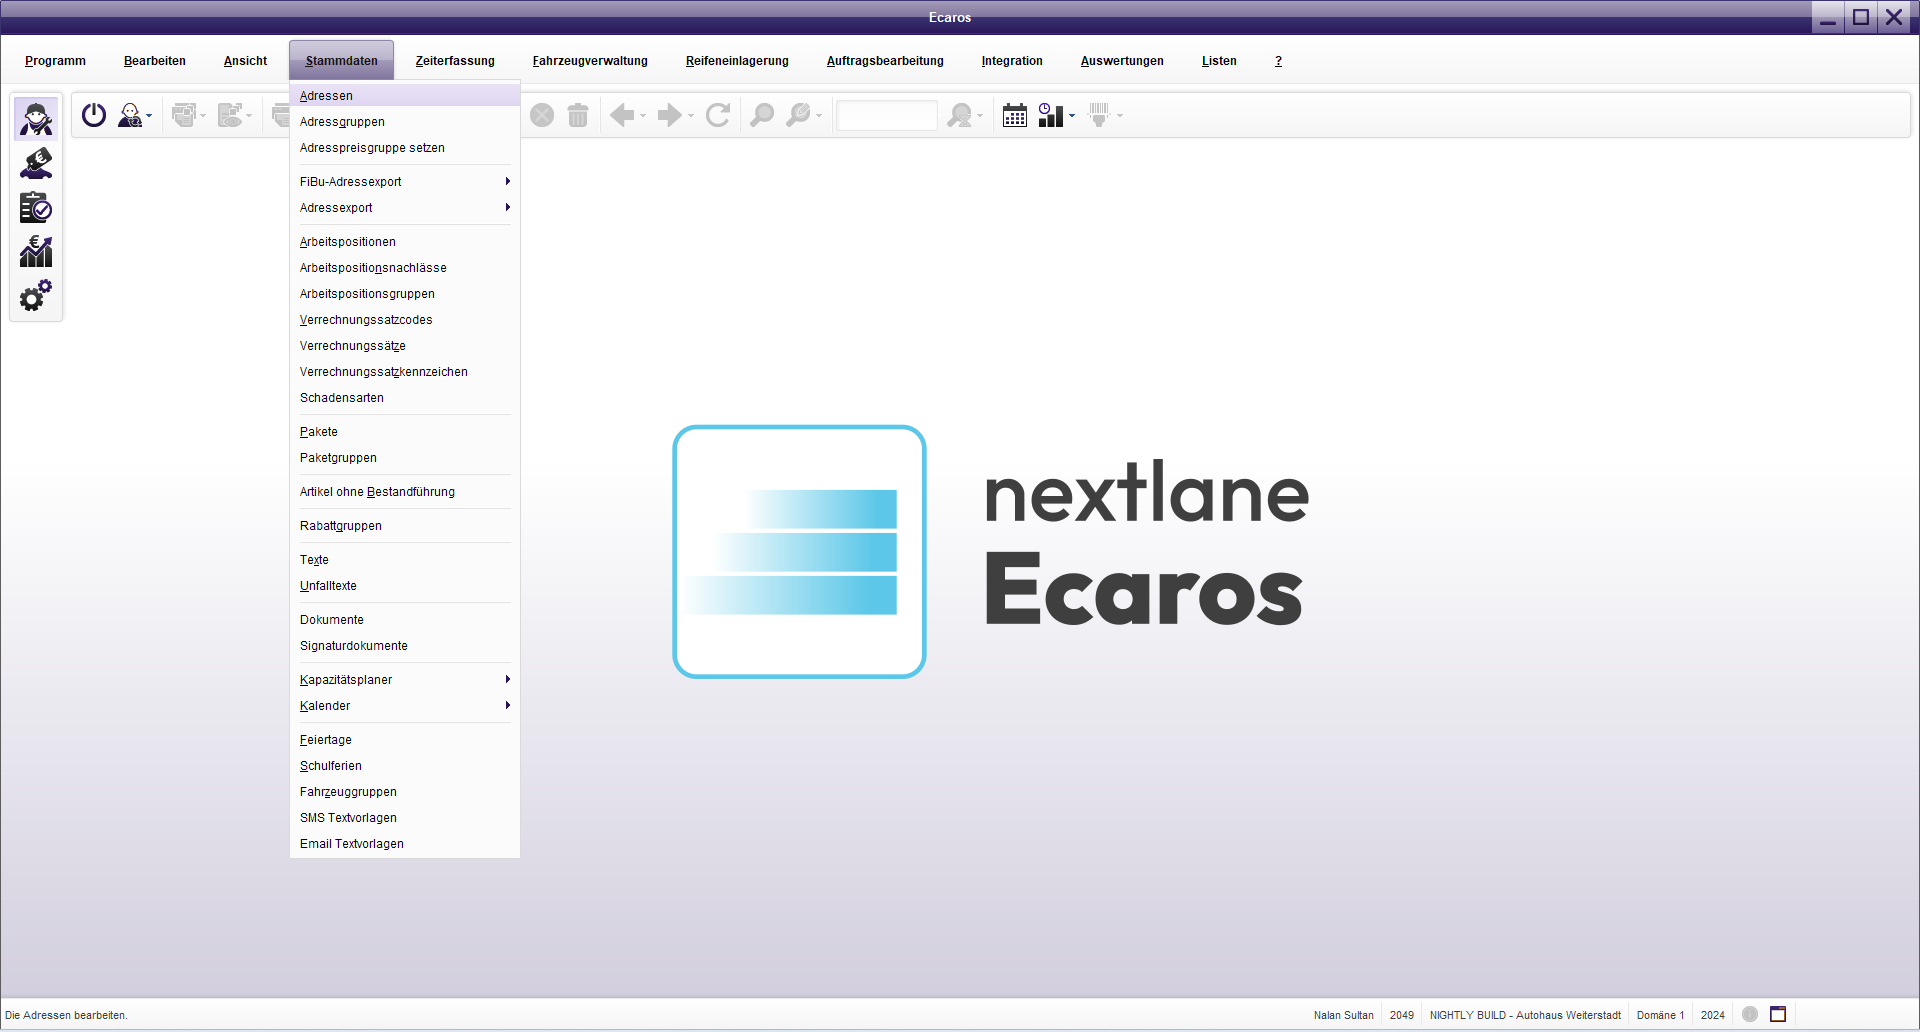 Ecaros
Programm Bearbeiten Ansicht Stammdaten Zeiterfassung Fahrzeugverwaltung Reifeneinlagerung Auftragsbearbeitung Integration Auswertungen Listen ?
Adressen
Adressgruppen
Adresspreisgruppe setzen
FiBu-Adressexport
Adressexport
Arbeitspositionen
Arbeitspositionsnachlässe
Arbeitspositionsgruppen
Verrechnungssatzcodes
Verrechnungssätze
Verrechnungssatzkennzeichen
Schadensarten
Pakete
Paketgruppen
Artikel ohne Bestandführung
Rabattgruppen
Texte
Unfalltexte
Dokumente
Signaturdokumente
Kapazitätsplaner
Kalender
Feiertage
Schulferien
Fahrzeuggruppen
SMS Textvorlagen
Email Textvorlagen
nextlane
Ecaros
Die Adressen bearbeiten. Nalan Sultan 2049 NIGHTLY BUILD - Autohaus Weiterstadt Domäne 1 2024